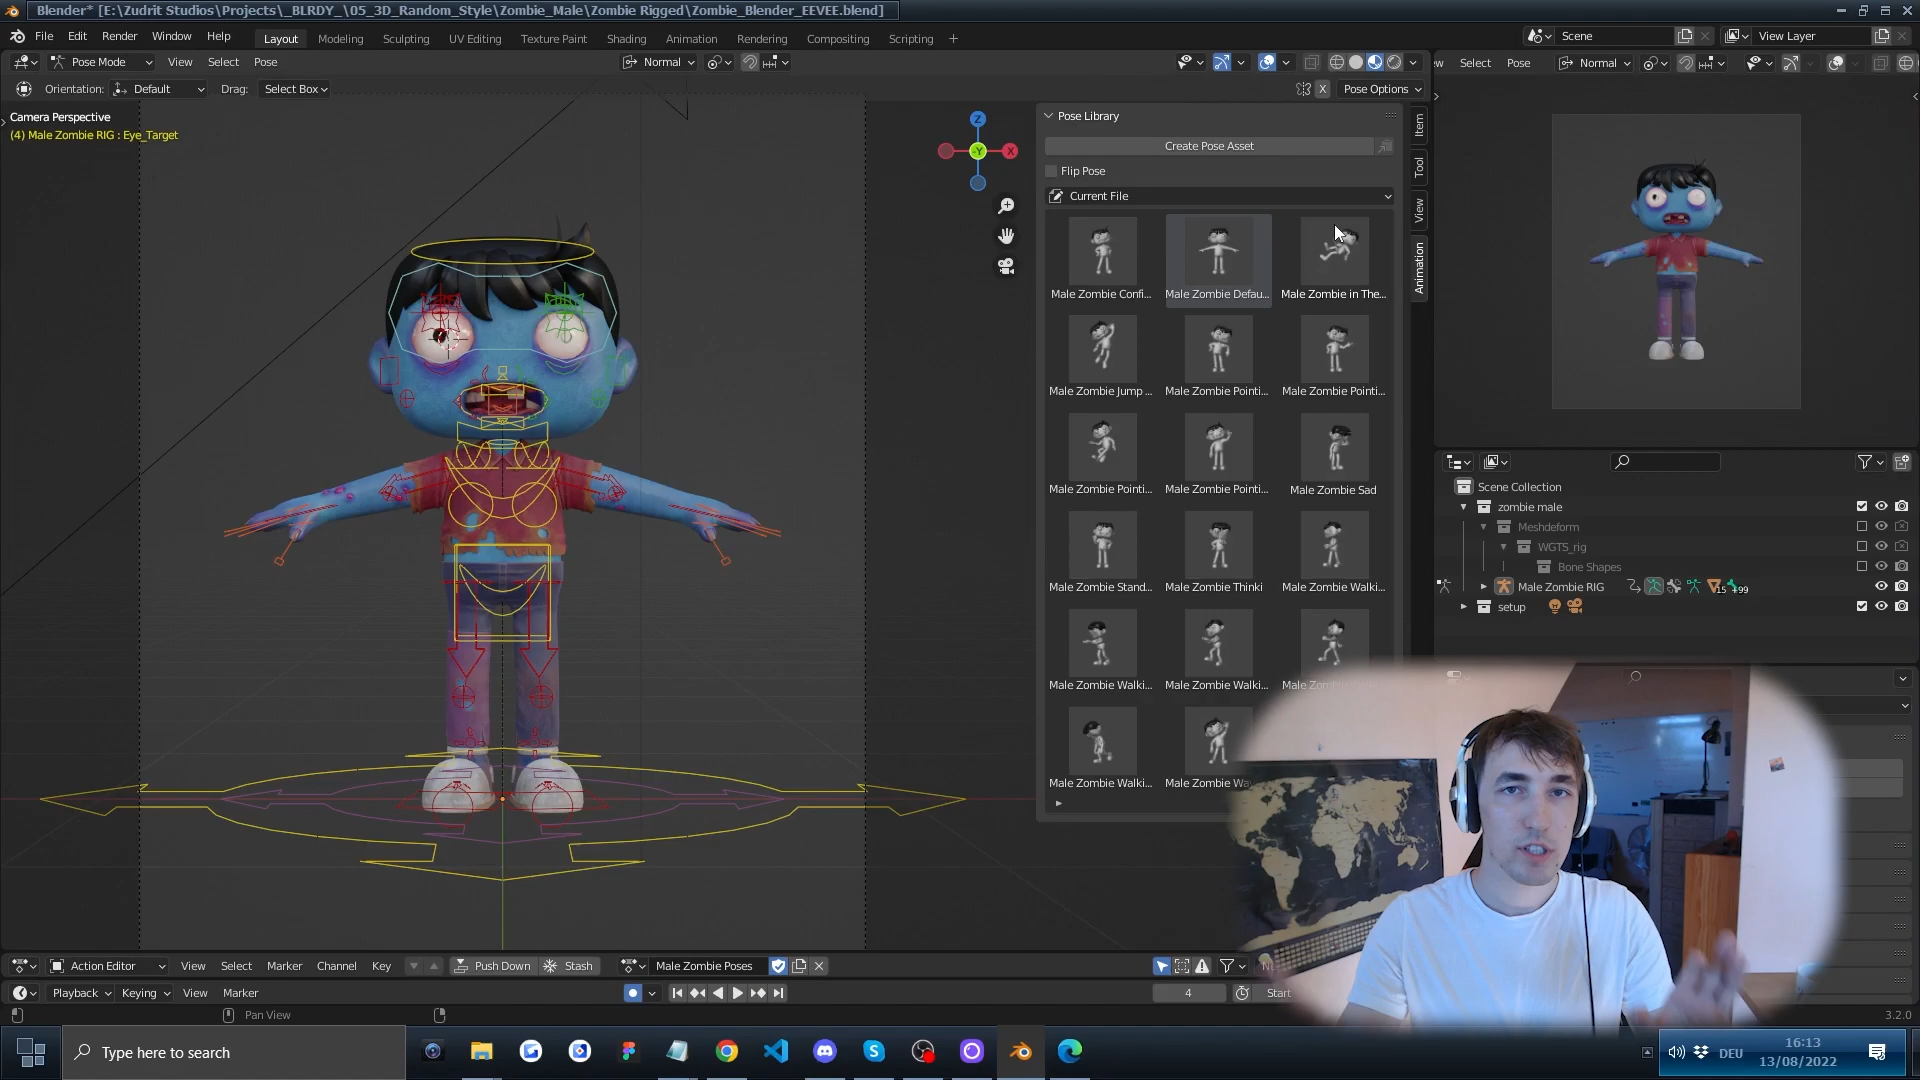 Blender* [E:\Zudrit Studios\Projects\_BLRDY_\05_3D_Random_Style\Zombie_Male\Zombie Rigged\Zombie_Blender_EEVEE.blend]
File Edit Render Window Help Layout Modeling Sculpting UV Editing Texture Paint Shading Animation Rendering Compositing Scripting Scene View Layer
Pose Mode View Select Pose Normal ew Select Pose Normal
Orientation: Default Drag: Select Box X Pose Options
Camera Perspective
(4) Male Zombie RIG : Eye_Target
Z
-Y X
Pose Library
Create Pose Asset
Flip Pose
Current File
Male Zombie Confi... Male Zombie Defau... Male Zombie in The...
Male Zombie Jump ... Male Zombie Pointi... Male Zombie Pointi...
Male Zombie Pointi... Male Zombie Pointi... Male Zombie Sad
Male Zombie Stand... Male Zombie Thinki Male Zombie Walki...
Male Zombie Walki... Male Zombie Walki...
Male Zombie Walki... Male Zombie Wa
Item
Tool
View
Animation
Scene Collection
zombie male
Meshdeform
WGTS_rig
Bone Shapes
Male Zombie RIG 15 +99
setup
Action Editor View Select Marker Channel Key Push Down Stash Male Zombie Poses
Playback Keying View Marker 4 Start
Pan View 3.2.0
Type here to search
DEU
16:13
13/08/2022